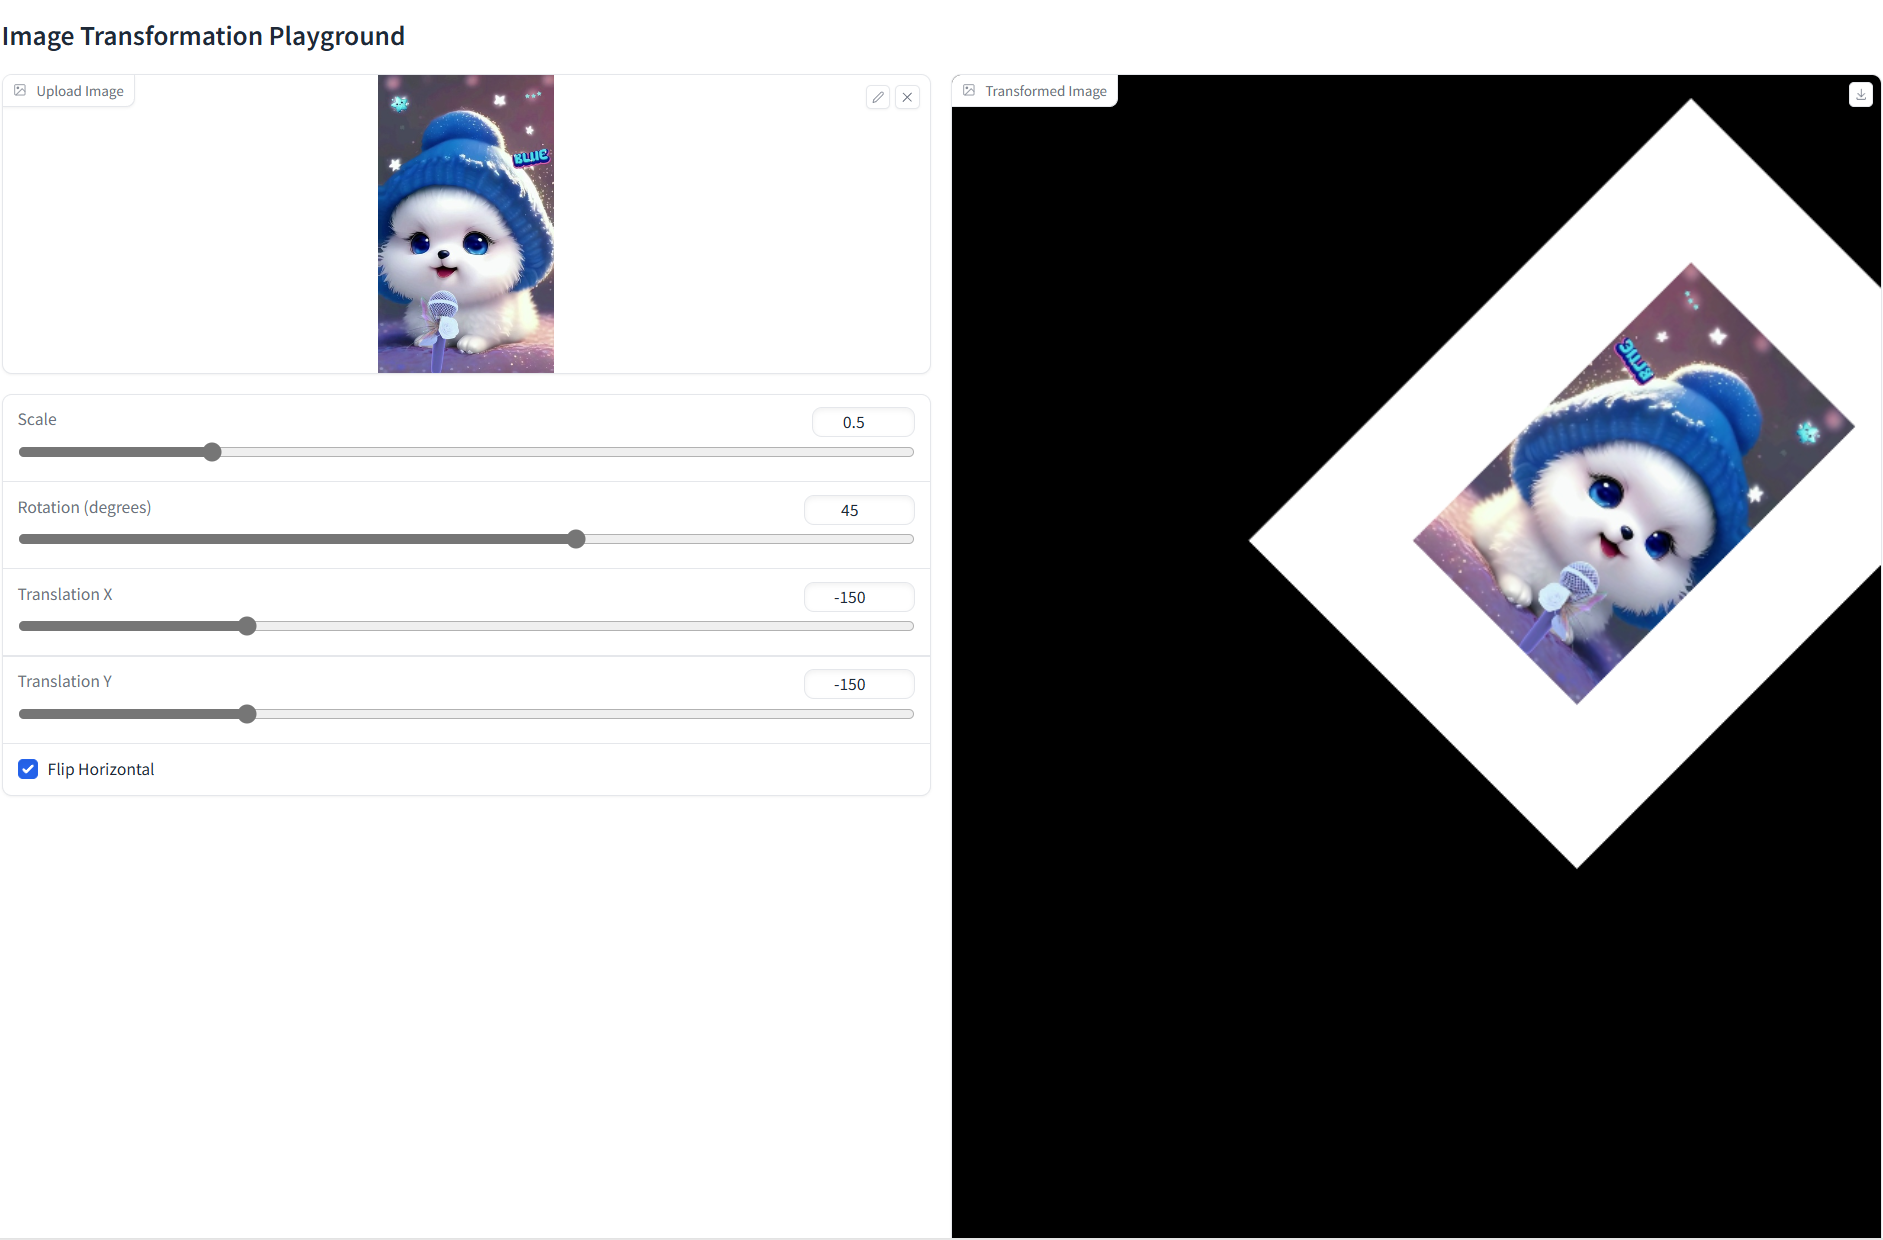 Image Transformation Playground
Upload Image
BLUE
Transformed Image
Scale
0.5
Rotation (degrees)
45
Translation X
-150
Translation Y
-150
Flip Horizontal